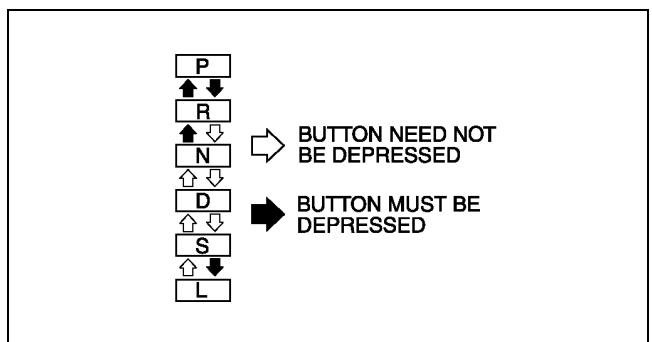 P
R
N
D
S
L
BUTTON NEED NOT
BE DEPRESSED
BUTTON MUST BE
DEPRESSED